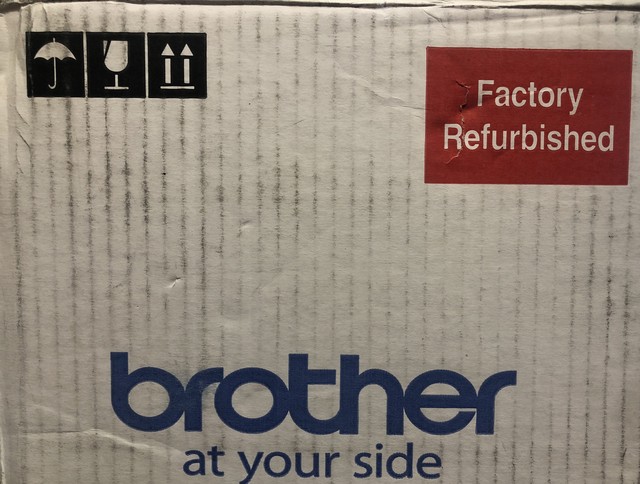 Factory
Refurbished
brother
at your side